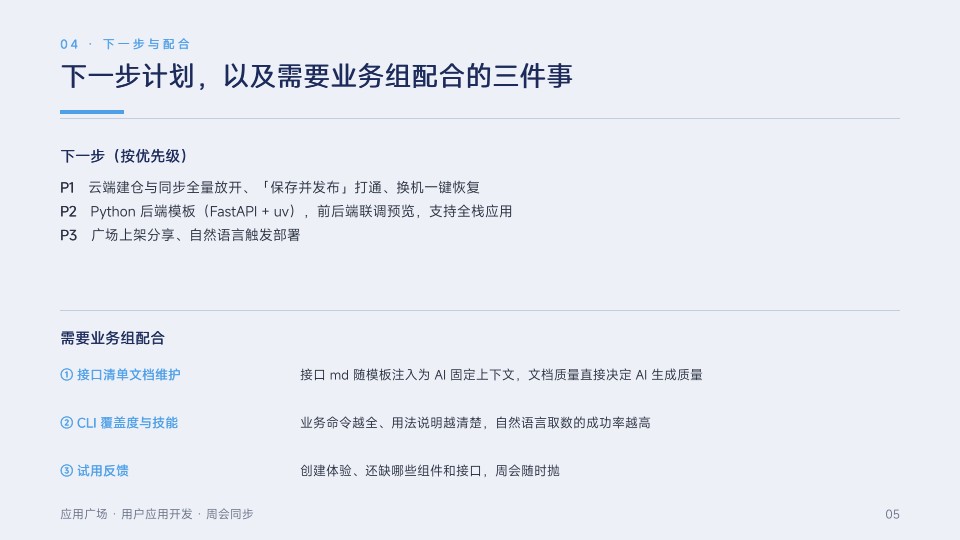 04 · 下一步与配合
下一步计划，以及需要业务组配合的三件事
下一步（按优先级）
P1 云端建仓与同步全量放开、「保存并发布」打通、换机一键恢复
P2 Python 后端模板（FastAPI + uv），前后端联调预览，支持全栈应用
P3 广场上架分享、自然语言触发部署
需要业务组配合
① 接口清单文档维护 接口 md 随模板注入为 AI 固定上下文，文档质量直接决定 AI 生成质量
② CLI 覆盖度与技能 业务命令越全、用法说明越清楚，自然语言取数的成功率越高
③ 试用反馈 创建体验、还缺哪些组件和接口，周会随时抛
应用广场 · 用户应用开发 · 周会同步 05